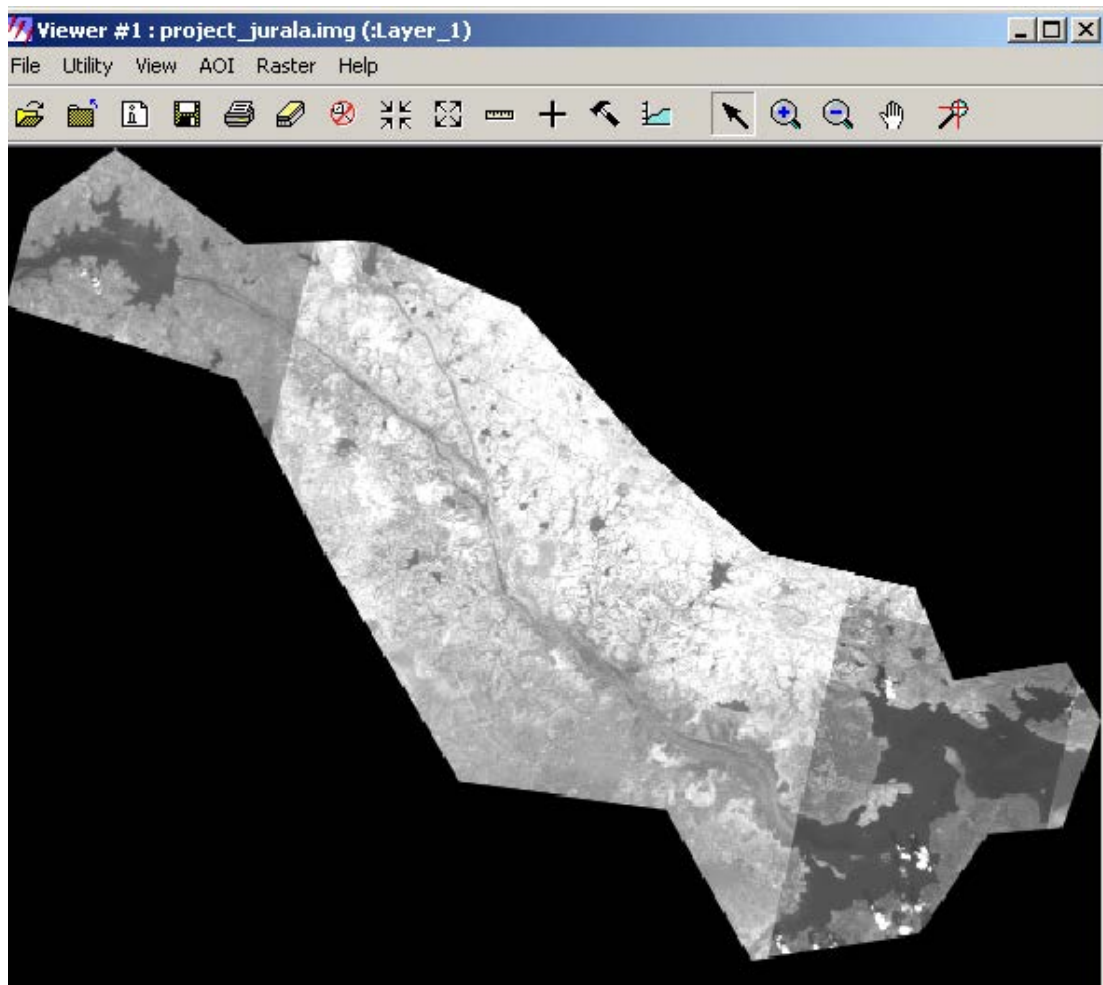 Viewer #1 : project_jurala.img (:Layer_1)
File Utility View AOI Raster Help